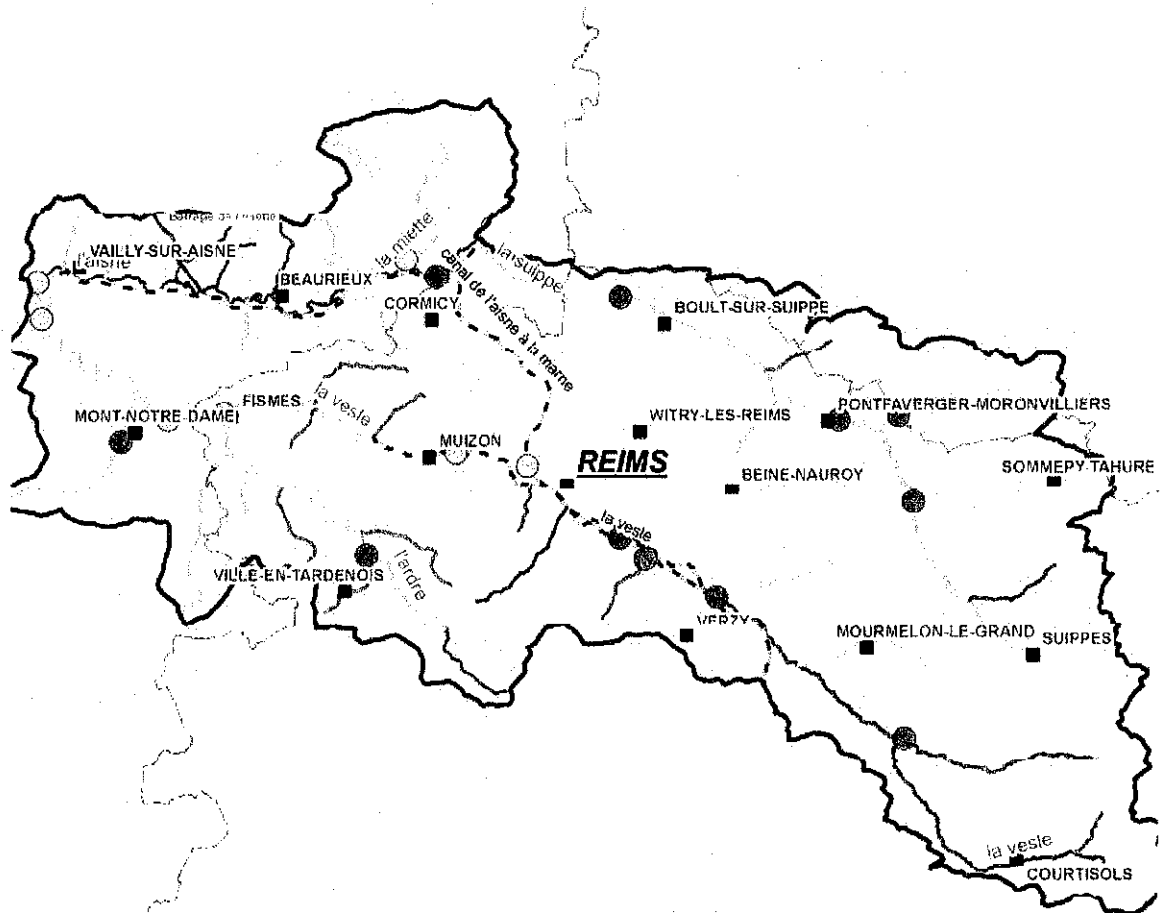 VAILLY-SUR-AISNE
l'aisne
BEAURIEUX
la miette
CORMICY
canal de l'aisne à la marne
la suippe
BOULT-SUR-SUIPPE
MONT-NOTRE-DAME
FISMES
la vesle
MUIZON
REIMS
WITRY-LES-REIMS
PONTFAVERGER-MORONVILLIERS
BEINE-NAUROY
SOMMEPY-TAHURE
la vesle
l'ardre
VILLE-EN-TARDENOIS
VERZY
MOURMELON-LE-GRAND
SUIPPES
la vesle
COURTISOLS